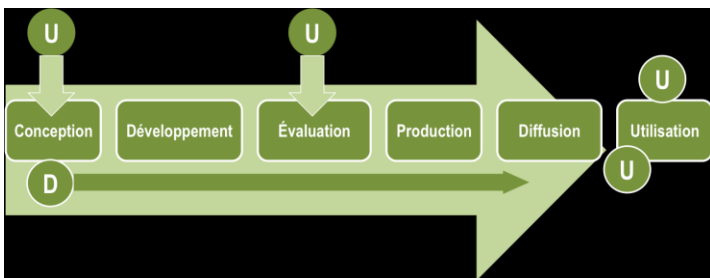 U
U
U
Conception
Développement
Évaluation
Production
Diffusion
Utilisation
D
U